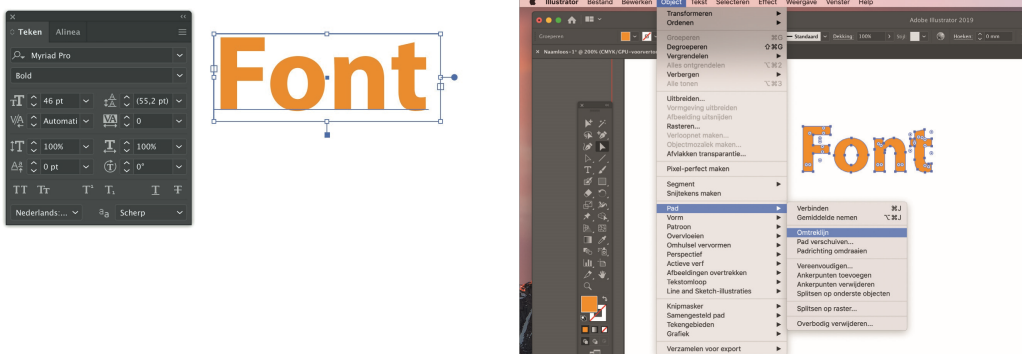 Teken Alinea
Myriad Pro
Bold
46 pt (55,2 pt)
Automati 0
100% 100%
0 pt 0°
Nederlands:... Scherp
Font
Illustrator Bestand Bewerken Object Tekst Selecteren Effect Weergave Venster Help
Adobe Illustrator 2019
Groeperen Standaard Dekking: 100% Stijl Hoeken: 0 mm
Naamloos-1* @ 200% (CMYK/GPU-voorvertoo
Transformeren
Ordenen
Groeperen ⌘G
Degroeperen ⇧⌘G
Vergrendelen
Alles ontgrendelen ⌥⌘2
Verbergen
Alle tonen ⌥⌘3
Uitbreiden...
Vormgeving uitbreiden
Afbeelding uitsnijden
Rasteren...
Verloopnet maken...
Objectmozaïek maken...
Afvlakken transparantie...
Pixel-perfect maken
Segment
Snijtekens maken
Pad
Vorm
Patroon
Overvloeien
Omhulsel vervormen
Perspectief
Actieve verf
Afbeeldingen overtrekken
Tekstomloop
Line and Sketch-illustraties
Knipmasker
Samengesteld pad
Tekengebieden
Grafiek
Verzamelen voor export
Verbinden ⌘J
Gemiddelde nemen ⌥⌘J
Omtreklijn
Pad verschuiven...
Padrichting omdraaien
Vereenvoudigen...
Ankerpunten toevoegen
Ankerpunten verwijderen
Splitsen op onderste objecten
Splitsen op raster...
Overbodig verwijderen...
Font